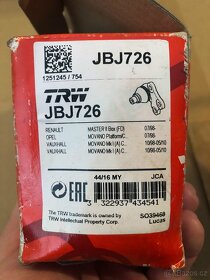 JBJ726
1251245 / 754
TRW
JBJ726
RENAULT MASTER II Box (FD) 07/98-
OPEL MOVANO Platform/C. 07/98-
VAUXHALL MOVANO Mk I (A) C.. 10/98-05/10
VAUXHALL MOVANO Mk I (A) C.. 10/98-05/10
44/16 MY JCA
3 322937 434541
The TRW trademark is owned by
TRW Intellectual Property Corp.
SO39460
Lucas